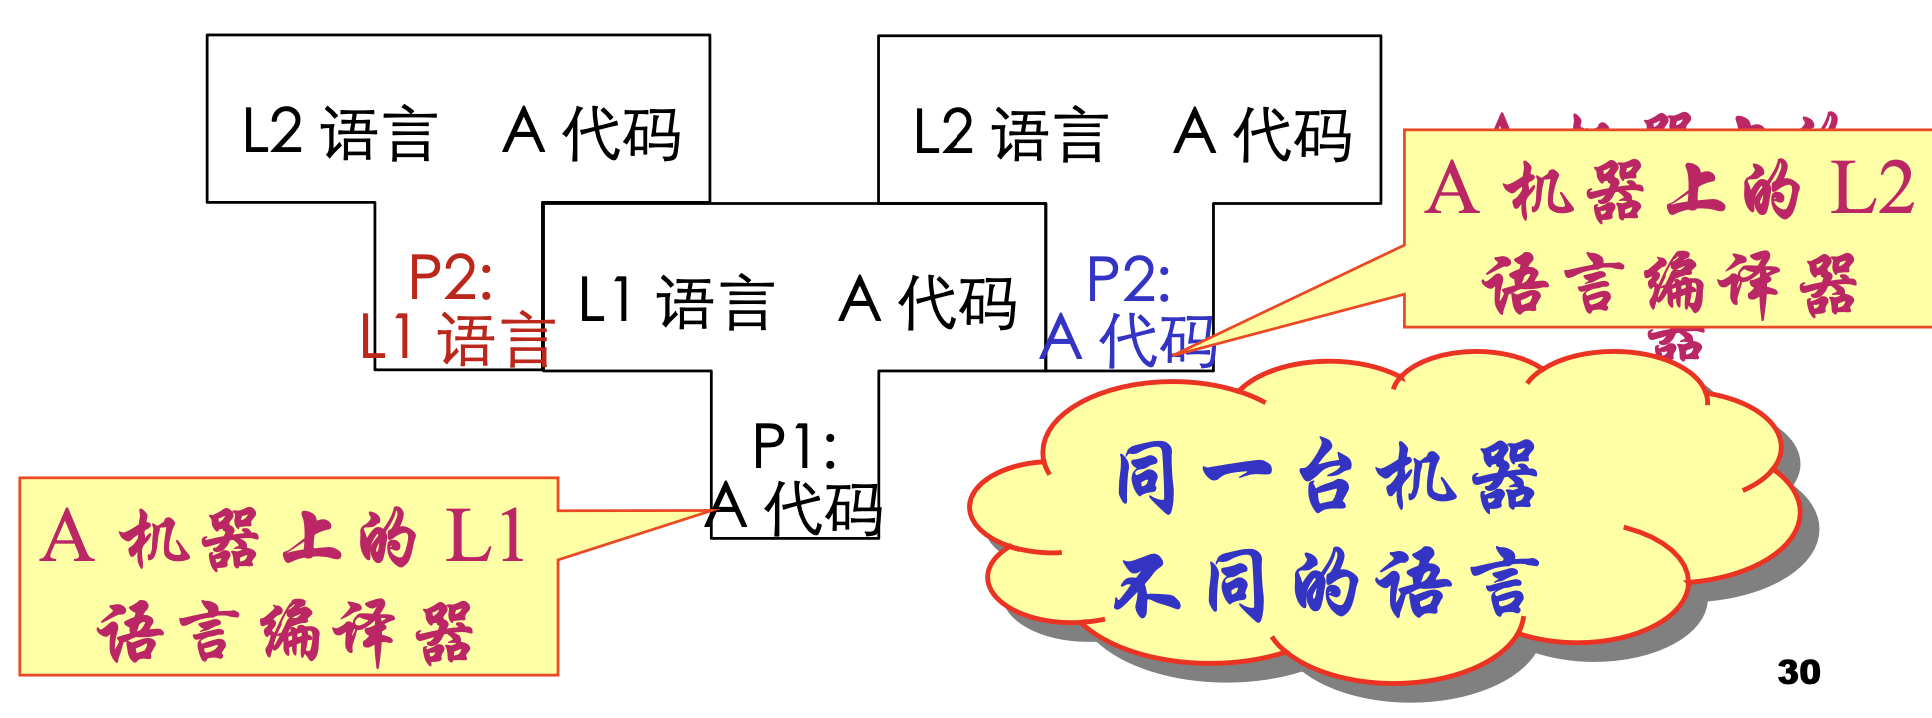 L2 语言 A 代码
L2 语言 A 代码
A 机器上的 L2
语言编译器
器
P2:
L1 语言
L1 语言 A 代码
P2:
A 代码
P1:
A 代码
A 机器上的 L1
语言编译器
同一台机器
不同的语言
30